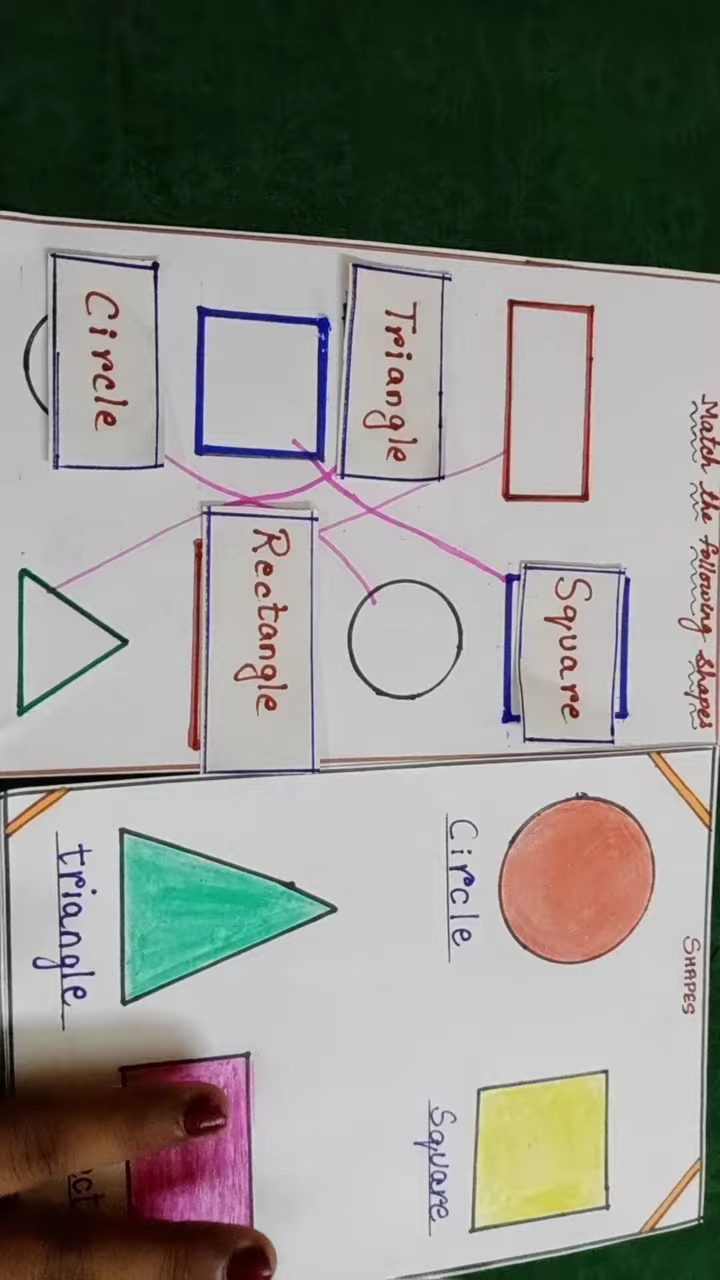 Match the following Shapes
Square
Triangle
Rectangle
Circle
SHAPES
Circle
Square
triangle